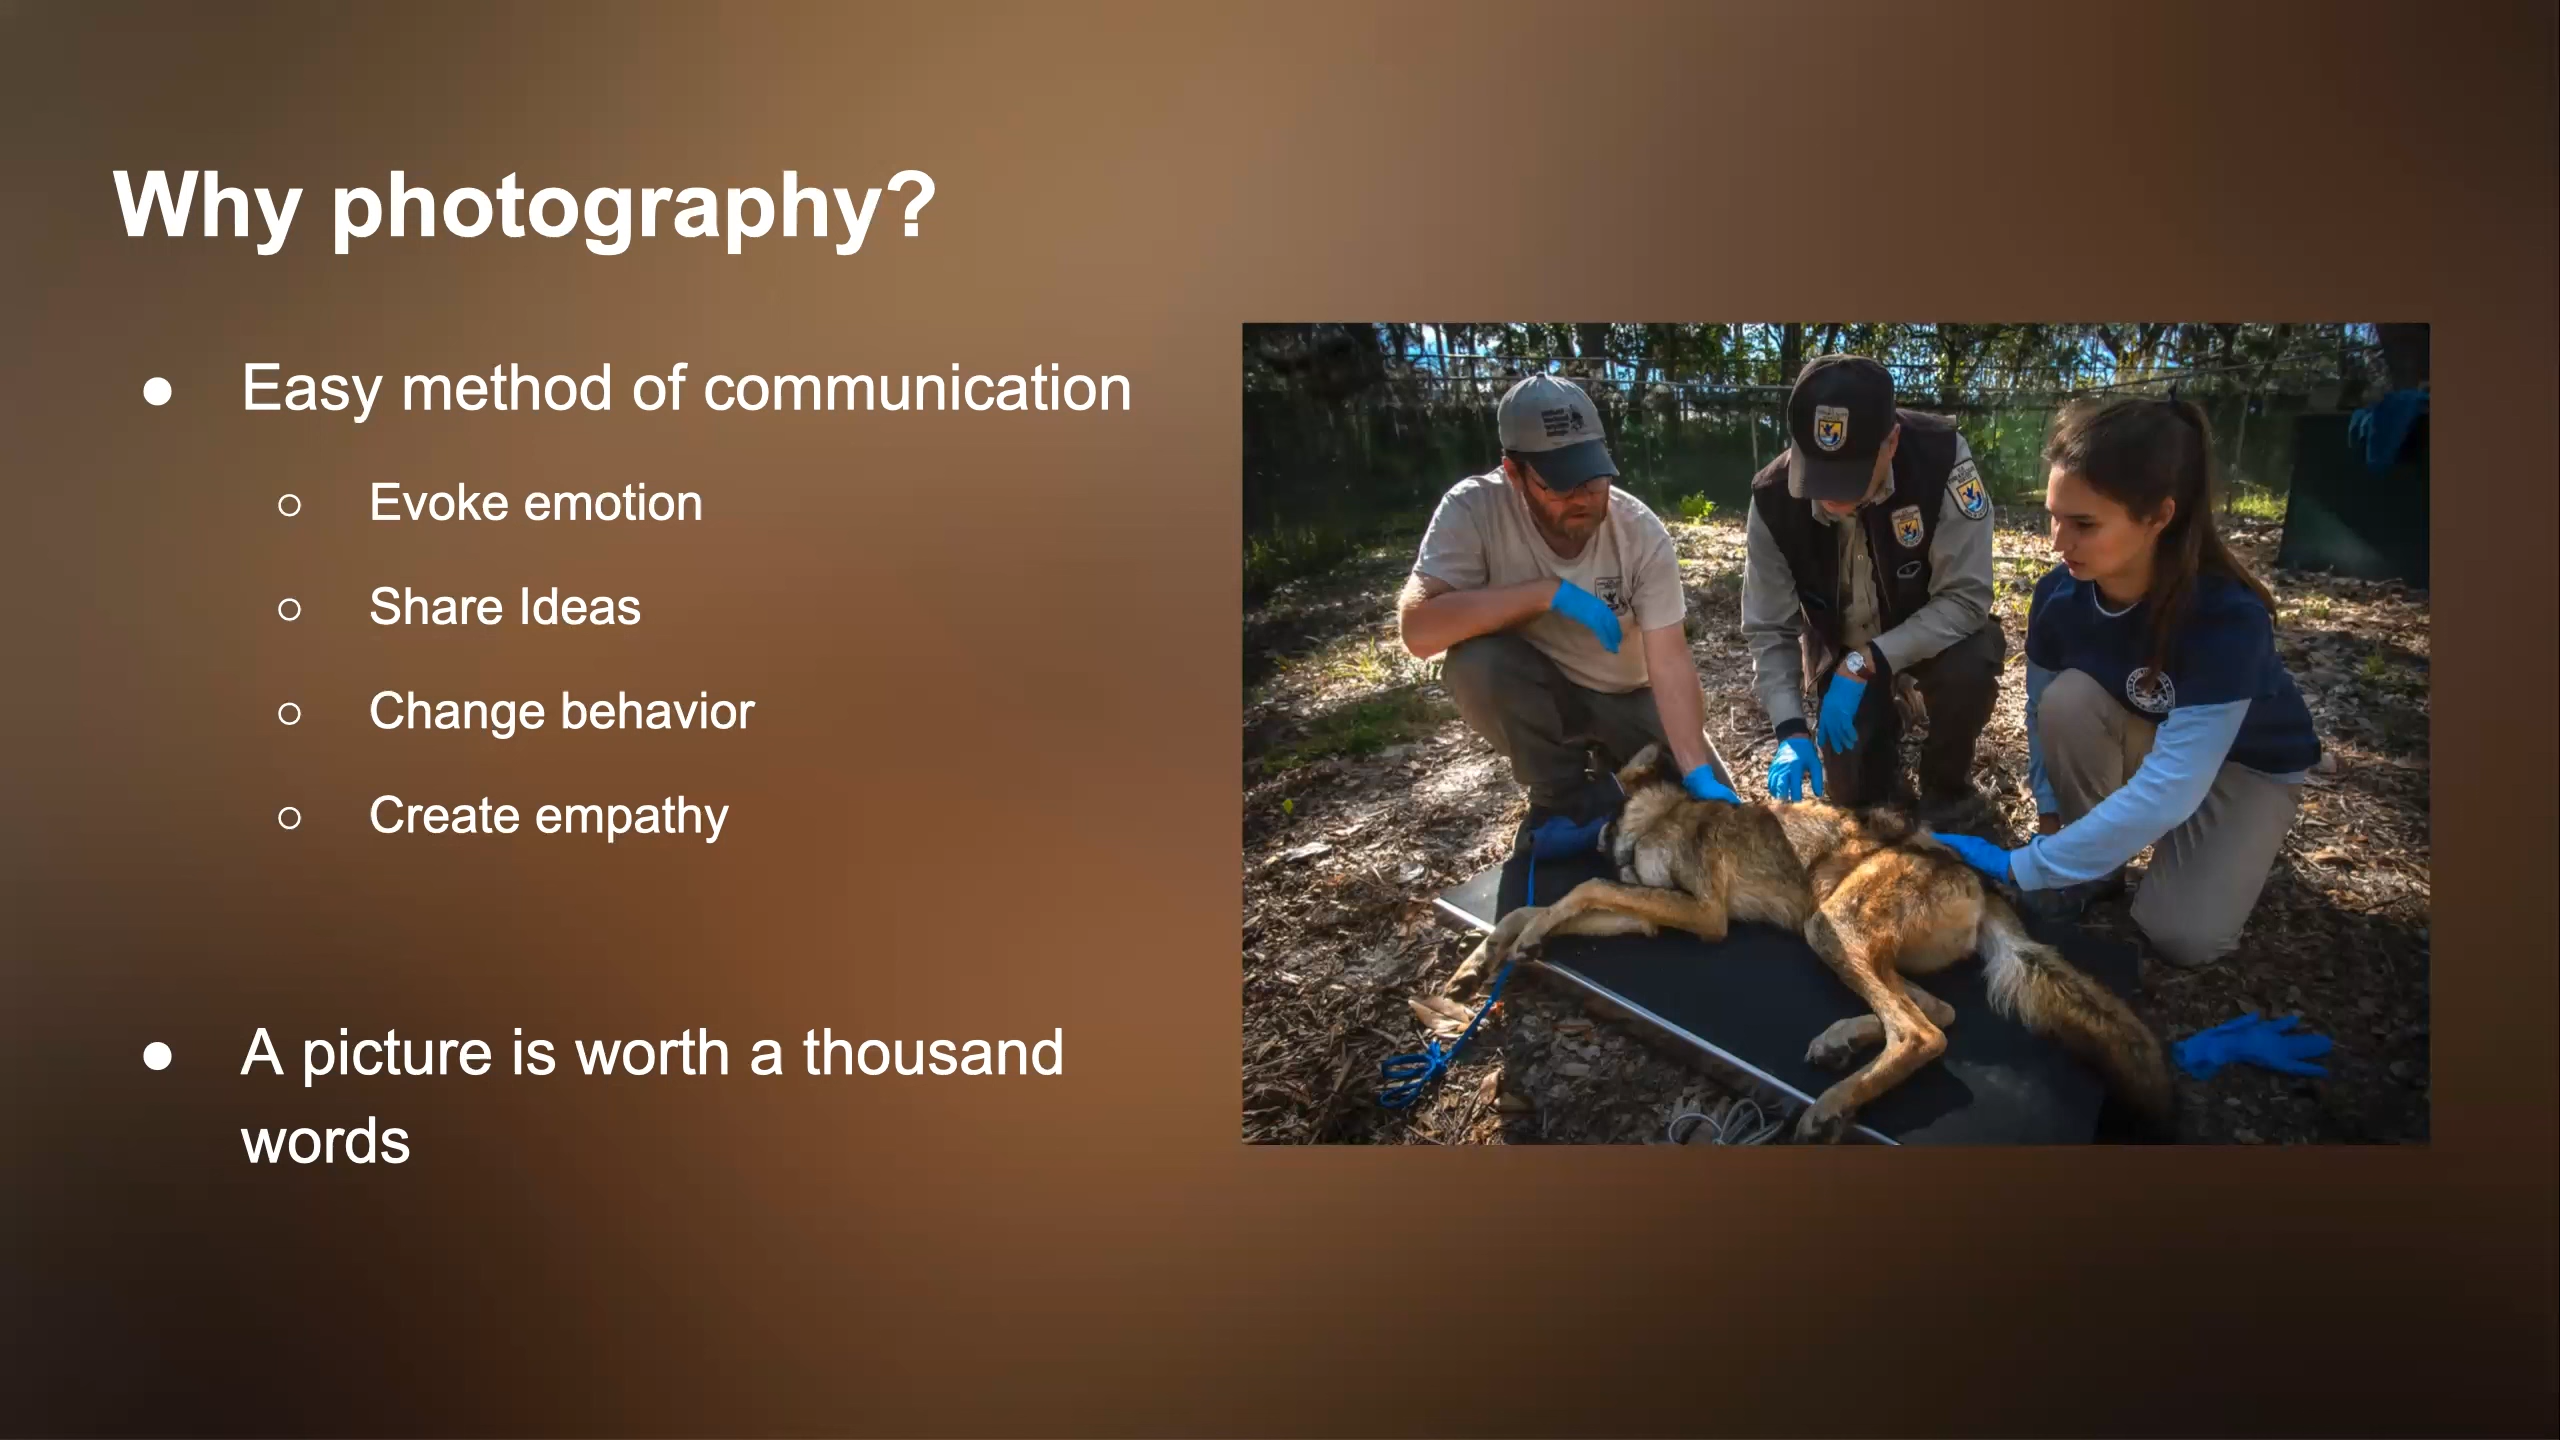 Why photography?
● Easy method of communication
○ Evoke emotion
○ Share Ideas
○ Change behavior
○ Create empathy
● A picture is worth a thousand
words